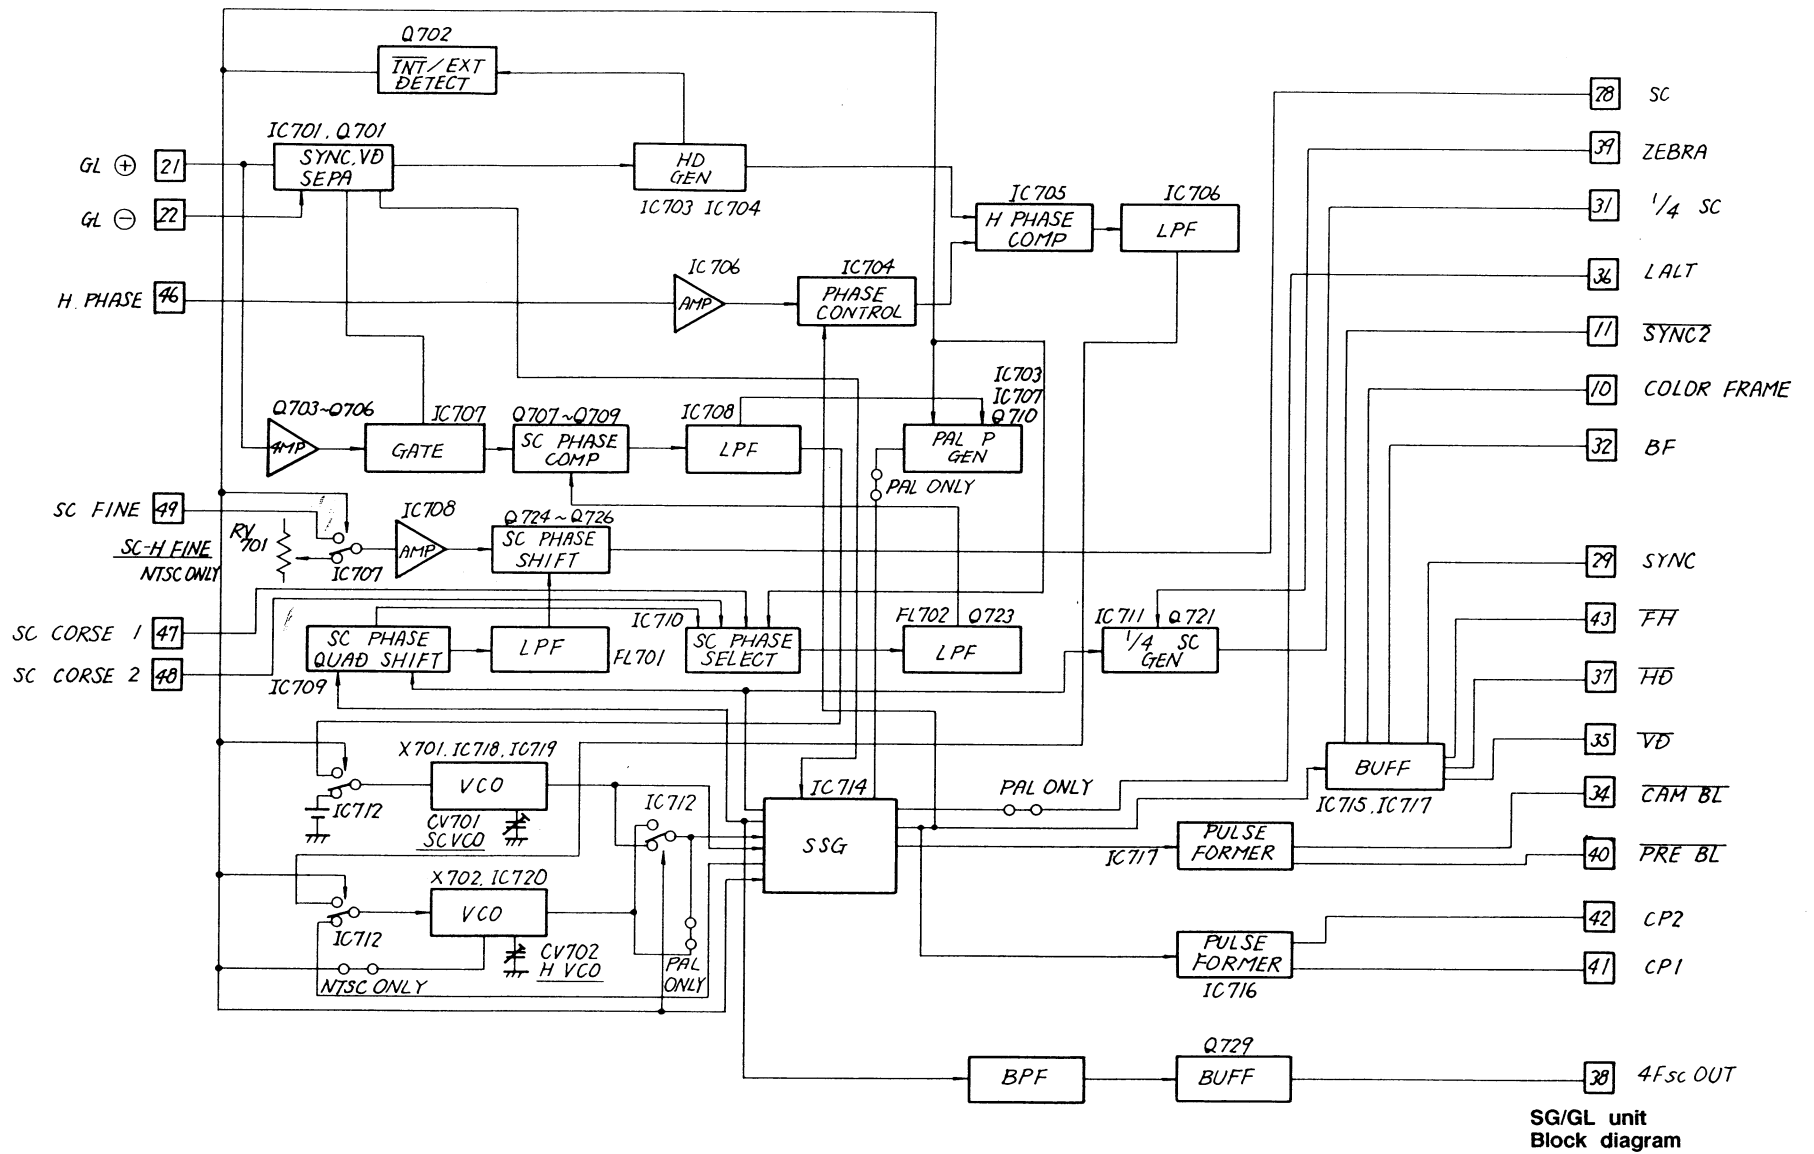 Q702
INT/EXT
DETECT
IC701, Q701
SYNC, VD
SEPA
GL ⊕ 21
GL ⊖ 22
HD
GEN
IC703 IC704
IC705
H PHASE
COMP
IC706
LPF
H. PHASE 46
IC706
AMP
IC704
PHASE
CONTROL
Q703~Q706
AMP
IC707
GATE
Q707~Q709
SC PHASE
COMP
IC708
LPF
IC703
IC707
Q710
PAL P
GEN
PAL ONLY
SC FINE 49
RV
701
SC-H FINE
NTSC ONLY
IC707
IC708
AMP
Q724~Q726
SC PHASE
SHIFT
SC CORSE 1 47
SC CORSE 2 48
SC PHASE
QUAD SHIFT
IC709
LPF
FL701
IC710
SC PHASE
SELECT
FL702 Q723
LPF
IC711 Q721
1/4 SC
GEN
X701, IC718, IC719
VCO
IC712
CV701
SC VCO
IC712
X702, IC720
VCO
IC712
CV702
H VCO
NTSC ONLY
PAL
ONLY
IC714
SSG
PAL ONLY
BUFF
IC715, IC717
IC717
PULSE
FORMER
PULSE
FORMER
IC716
BPF
Q729
BUFF
28 SC
39 ZEBRA
31 1/4 SC
36 LALT
11 SYNC2
10 COLOR FRAME
32 BF
29 SYNC
43 FH
37 HD
35 VD
34 CAM BL
40 PRE BL
42 CP2
41 CP1
38 4Fsc OUT
SG/GL unit
Block diagram